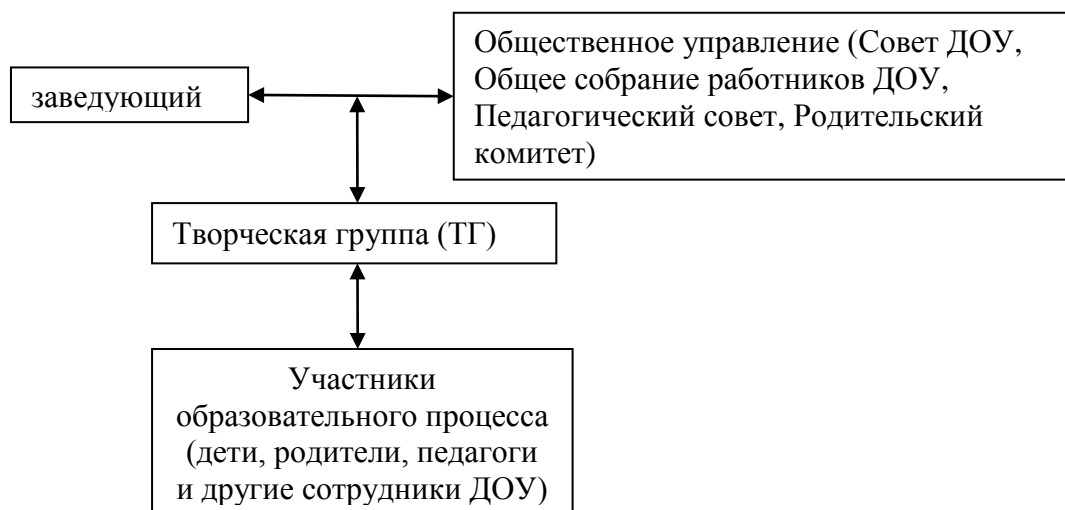 заведующий
Общественное управление (Совет ДОУ,
Общее собрание работников ДОУ,
Педагогический совет, Родительский
комитет)
Творческая группа (ТГ)
Участники
образовательного процесса
(дети, родители, педагоги
и другие сотрудники ДОУ)